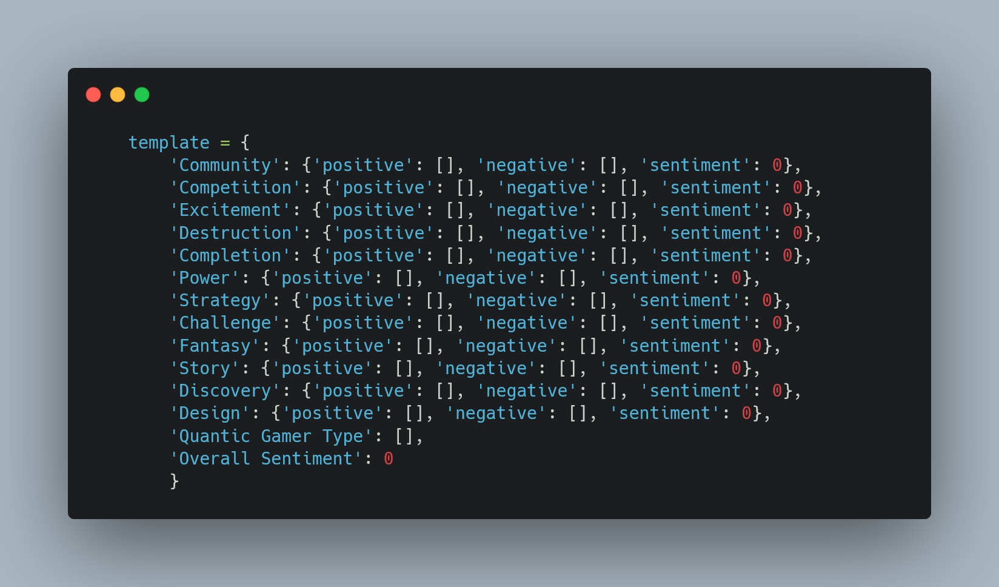 template = {
    'Community': {'positive': [], 'negative': [], 'sentiment': 0},
    'Competition': {'positive': [], 'negative': [], 'sentiment': 0},
    'Excitement': {'positive': [], 'negative': [], 'sentiment': 0},
    'Destruction': {'positive': [], 'negative': [], 'sentiment': 0},
    'Completion': {'positive': [], 'negative': [], 'sentiment': 0},
    'Power': {'positive': [], 'negative': [], 'sentiment': 0},
    'Strategy': {'positive': [], 'negative': [], 'sentiment': 0},
    'Challenge': {'positive': [], 'negative': [], 'sentiment': 0},
    'Fantasy': {'positive': [], 'negative': [], 'sentiment': 0},
    'Story': {'positive': [], 'negative': [], 'sentiment': 0},
    'Discovery': {'positive': [], 'negative': [], 'sentiment': 0},
    'Design': {'positive': [], 'negative': [], 'sentiment': 0},
    'Quantic Gamer Type': [],
    'Overall Sentiment': 0
    }